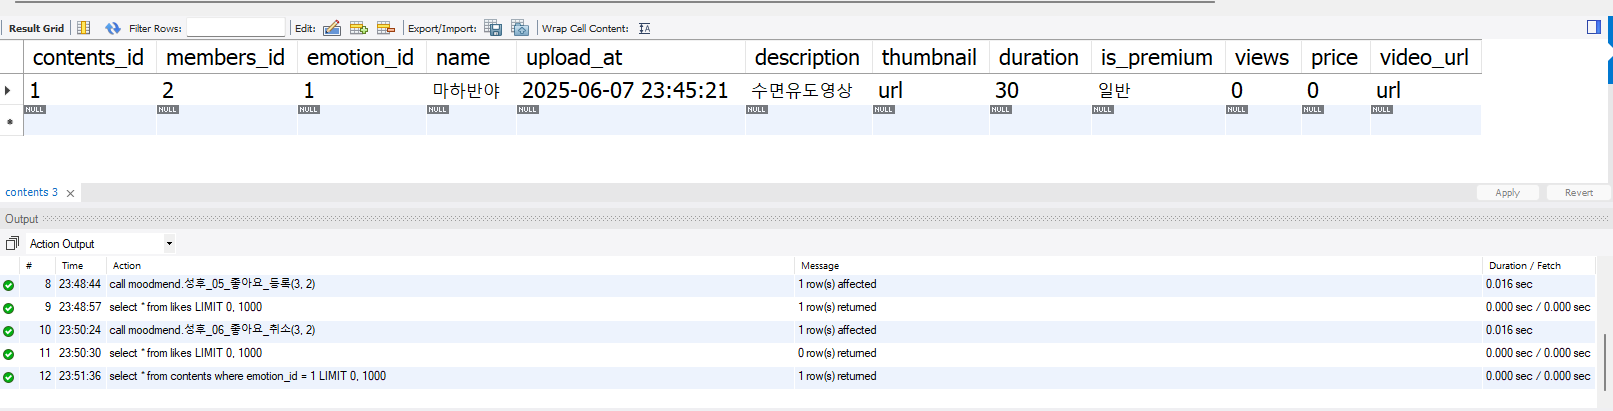 Result Grid Filter Rows: Edit: Export/Import: Wrap Cell Content:
contents_id members_id emotion_id name upload_at description thumbnail duration is_premium views price video_url
1 2 1 마하반야 2025-06-07 23:45:21 수면유도영상 url 30 일반 0 0 url
NULL NULL NULL NULL NULL NULL NULL NULL NULL NULL NULL NULL
contents 3 Apply Revert
Output
Action Output
# Time Action Message Duration / Fetch
8 23:48:44 call moodmend.성후_05_좋아요_등록(3, 2) 1 row(s) affected 0.016 sec
9 23:48:57 select * from likes LIMIT 0, 1000 1 row(s) returned 0.000 sec / 0.000 sec
10 23:50:24 call moodmend.성후_06_좋아요_취소(3, 2) 1 row(s) affected 0.016 sec
11 23:50:30 select * from likes LIMIT 0, 1000 0 row(s) returned 0.000 sec / 0.000 sec
12 23:51:36 select * from contents where emotion_id = 1 LIMIT 0, 1000 1 row(s) returned 0.000 sec / 0.000 sec